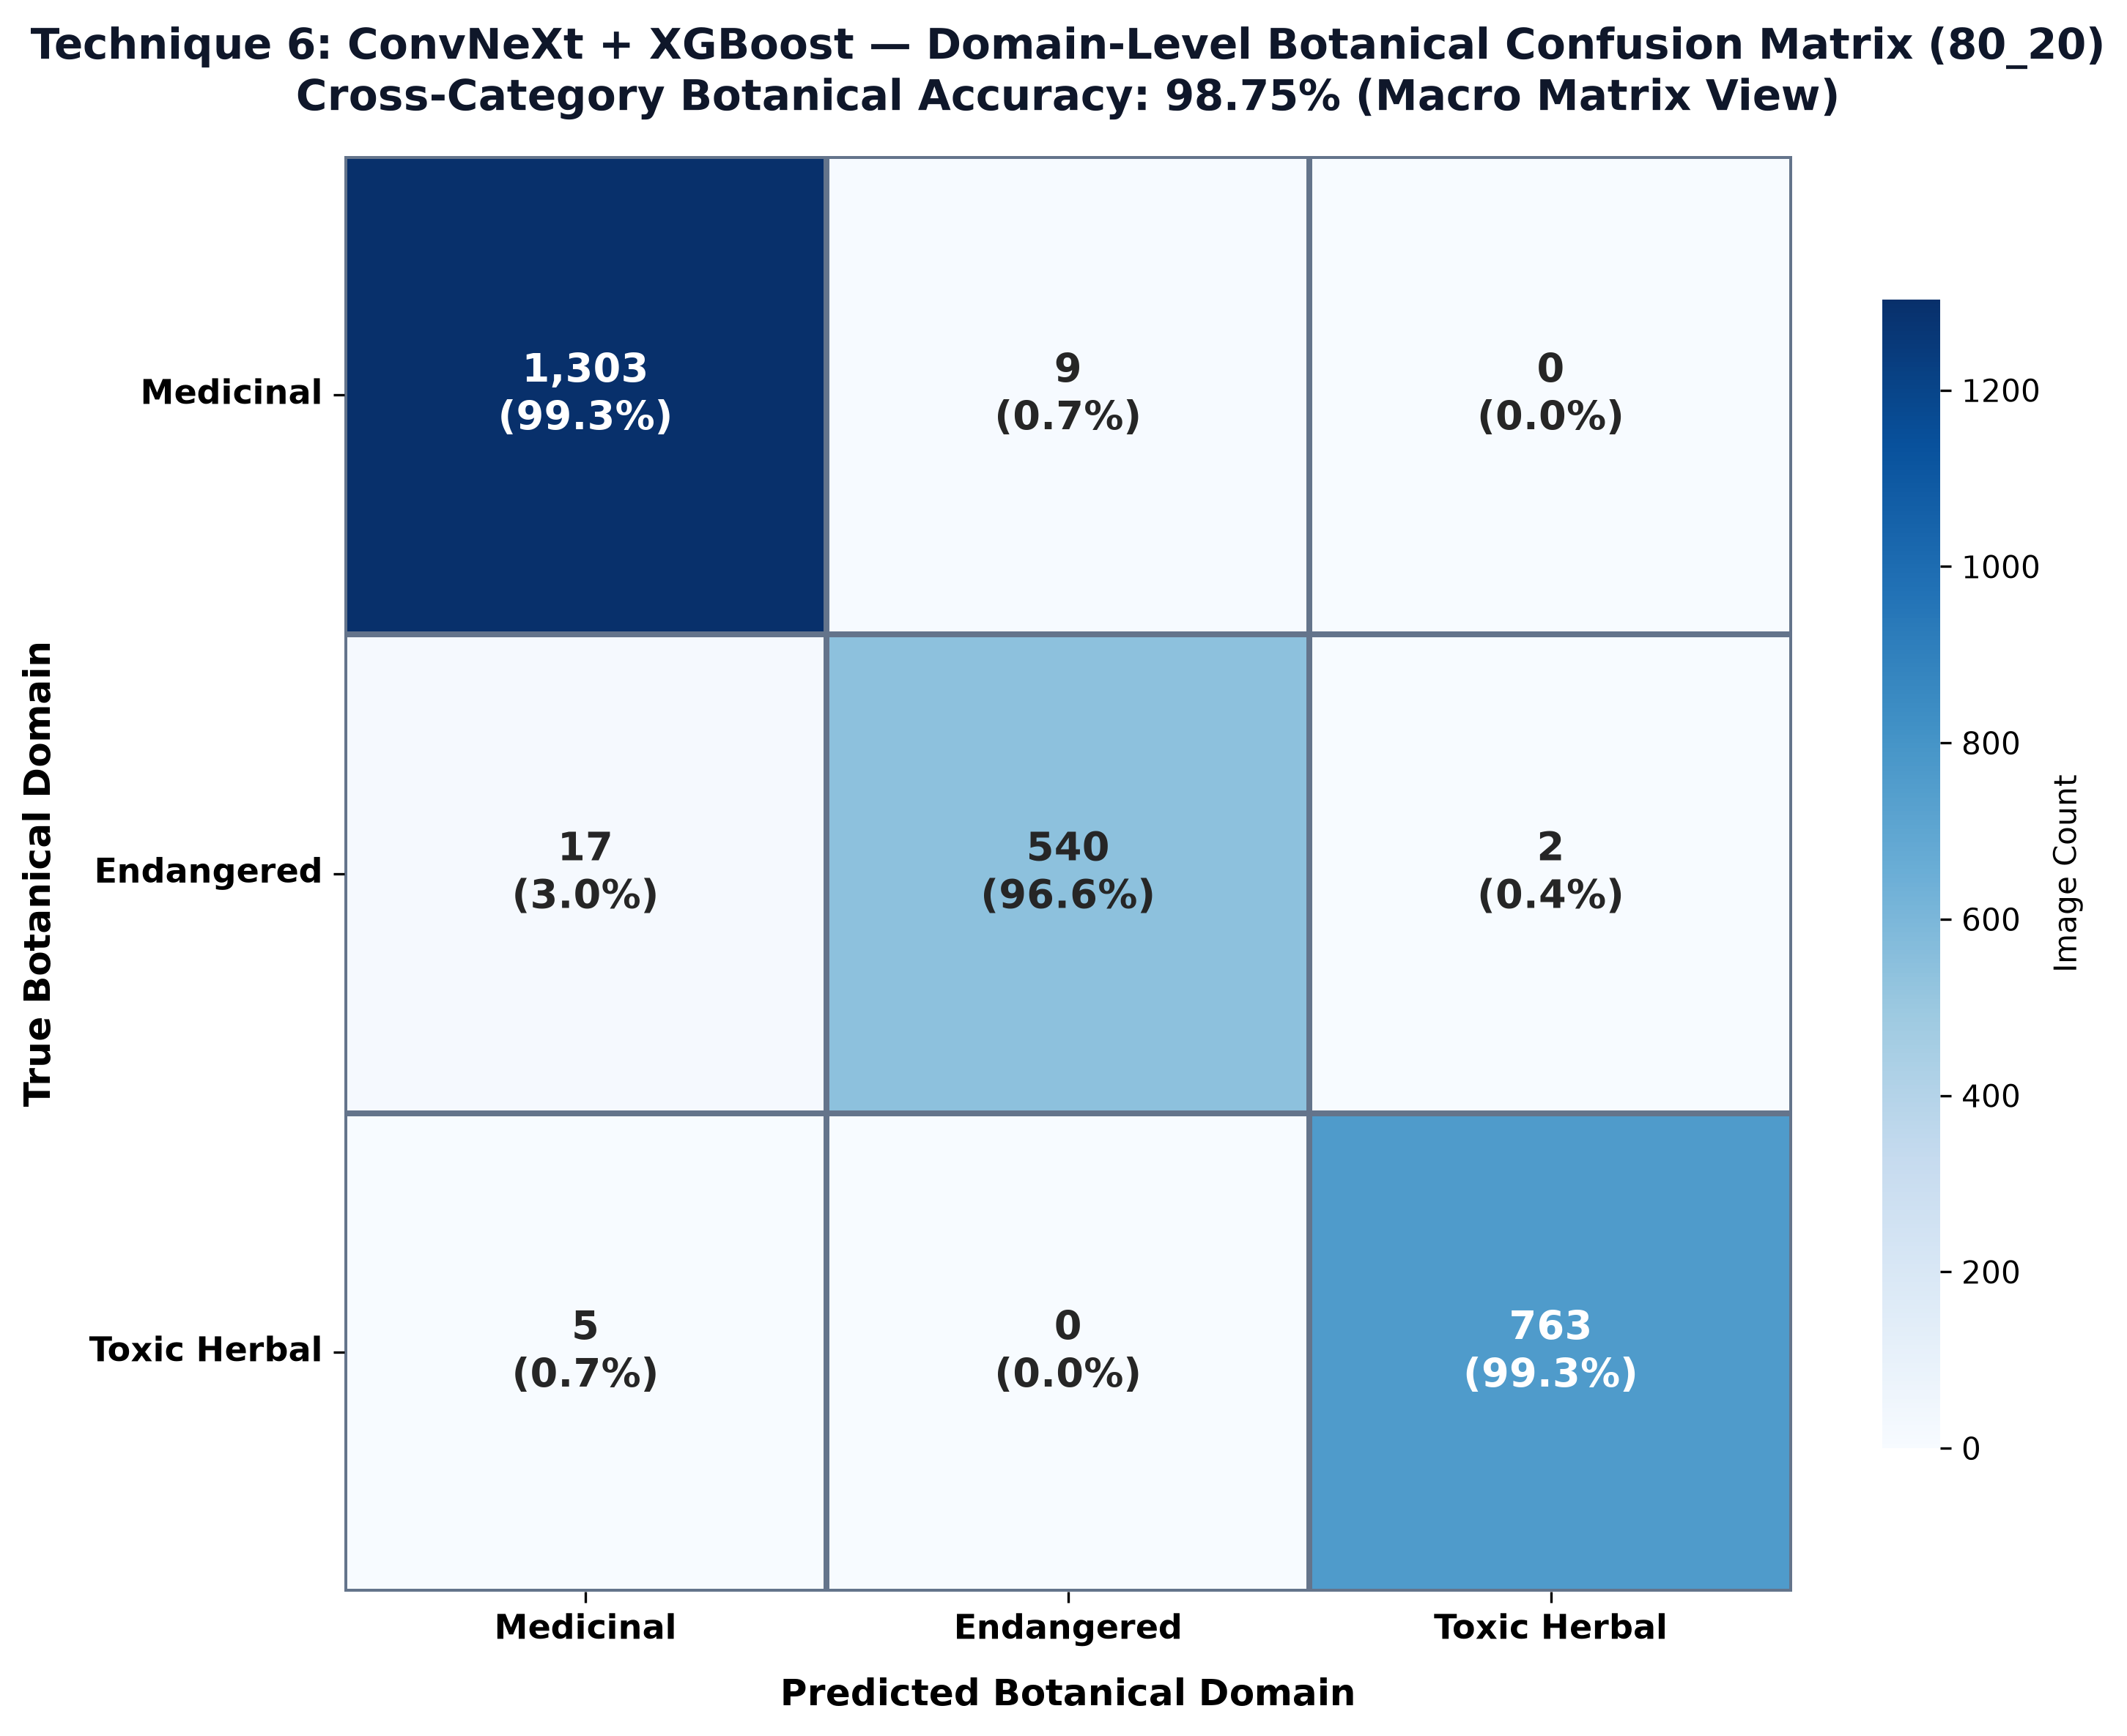 Technique 6: ConvNeXt + XGBoost — Domain-Level Botanical Confusion Matrix (80_20)
Cross-Category Botanical Accuracy: 98.75% (Macro Matrix View)
True Botanical Domain
Medicinal
1,303
(99.3%)
9
(0.7%)
0
(0.0%)
Endangered
17
(3.0%)
540
(96.6%)
2
(0.4%)
Toxic Herbal
5
(0.7%)
0
(0.0%)
763
(99.3%)
Medicinal
Endangered
Toxic Herbal
Predicted Botanical Domain
1200
1000
800
600
400
200
0
Image Count